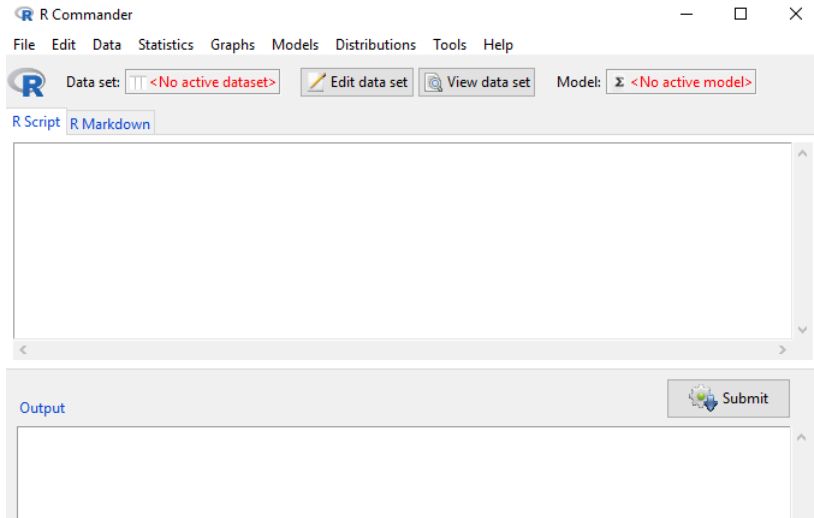 R Commander
File Edit Data Statistics Graphs Models Distributions Tools Help
R Data set: <No active dataset> Edit data set View data set Model: Σ <No active model>
R Script R Markdown
Submit
Output